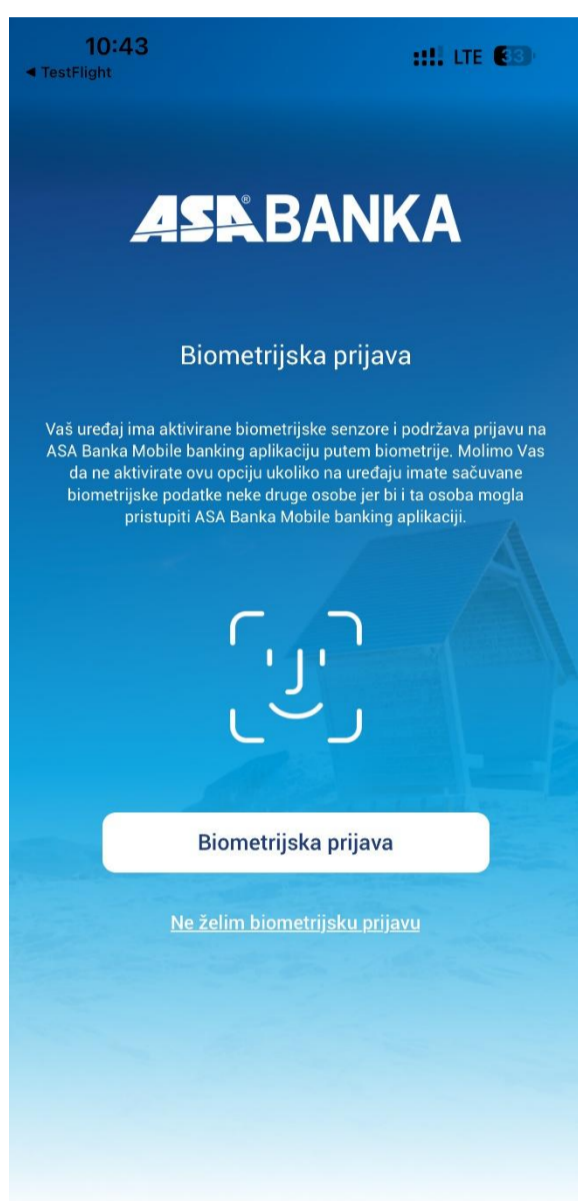 10:43
LTE 33
◀ TestFlight
ASA® BANKA
Biometrijska prijava
Vaš uređaj ima aktivirane biometrijske senzore i podržava prijavu na
ASA Banka Mobile banking aplikaciju putem biometrije. Molimo Vas
da ne aktivirate ovu opciju ukoliko na uređaju imate sačuvane
biometrijske podatke neke druge osobe jer bi i ta osoba mogla
pristupiti ASA Banka Mobile banking aplikaciji.
Biometrijska prijava
Ne želim biometrijsku prijavu